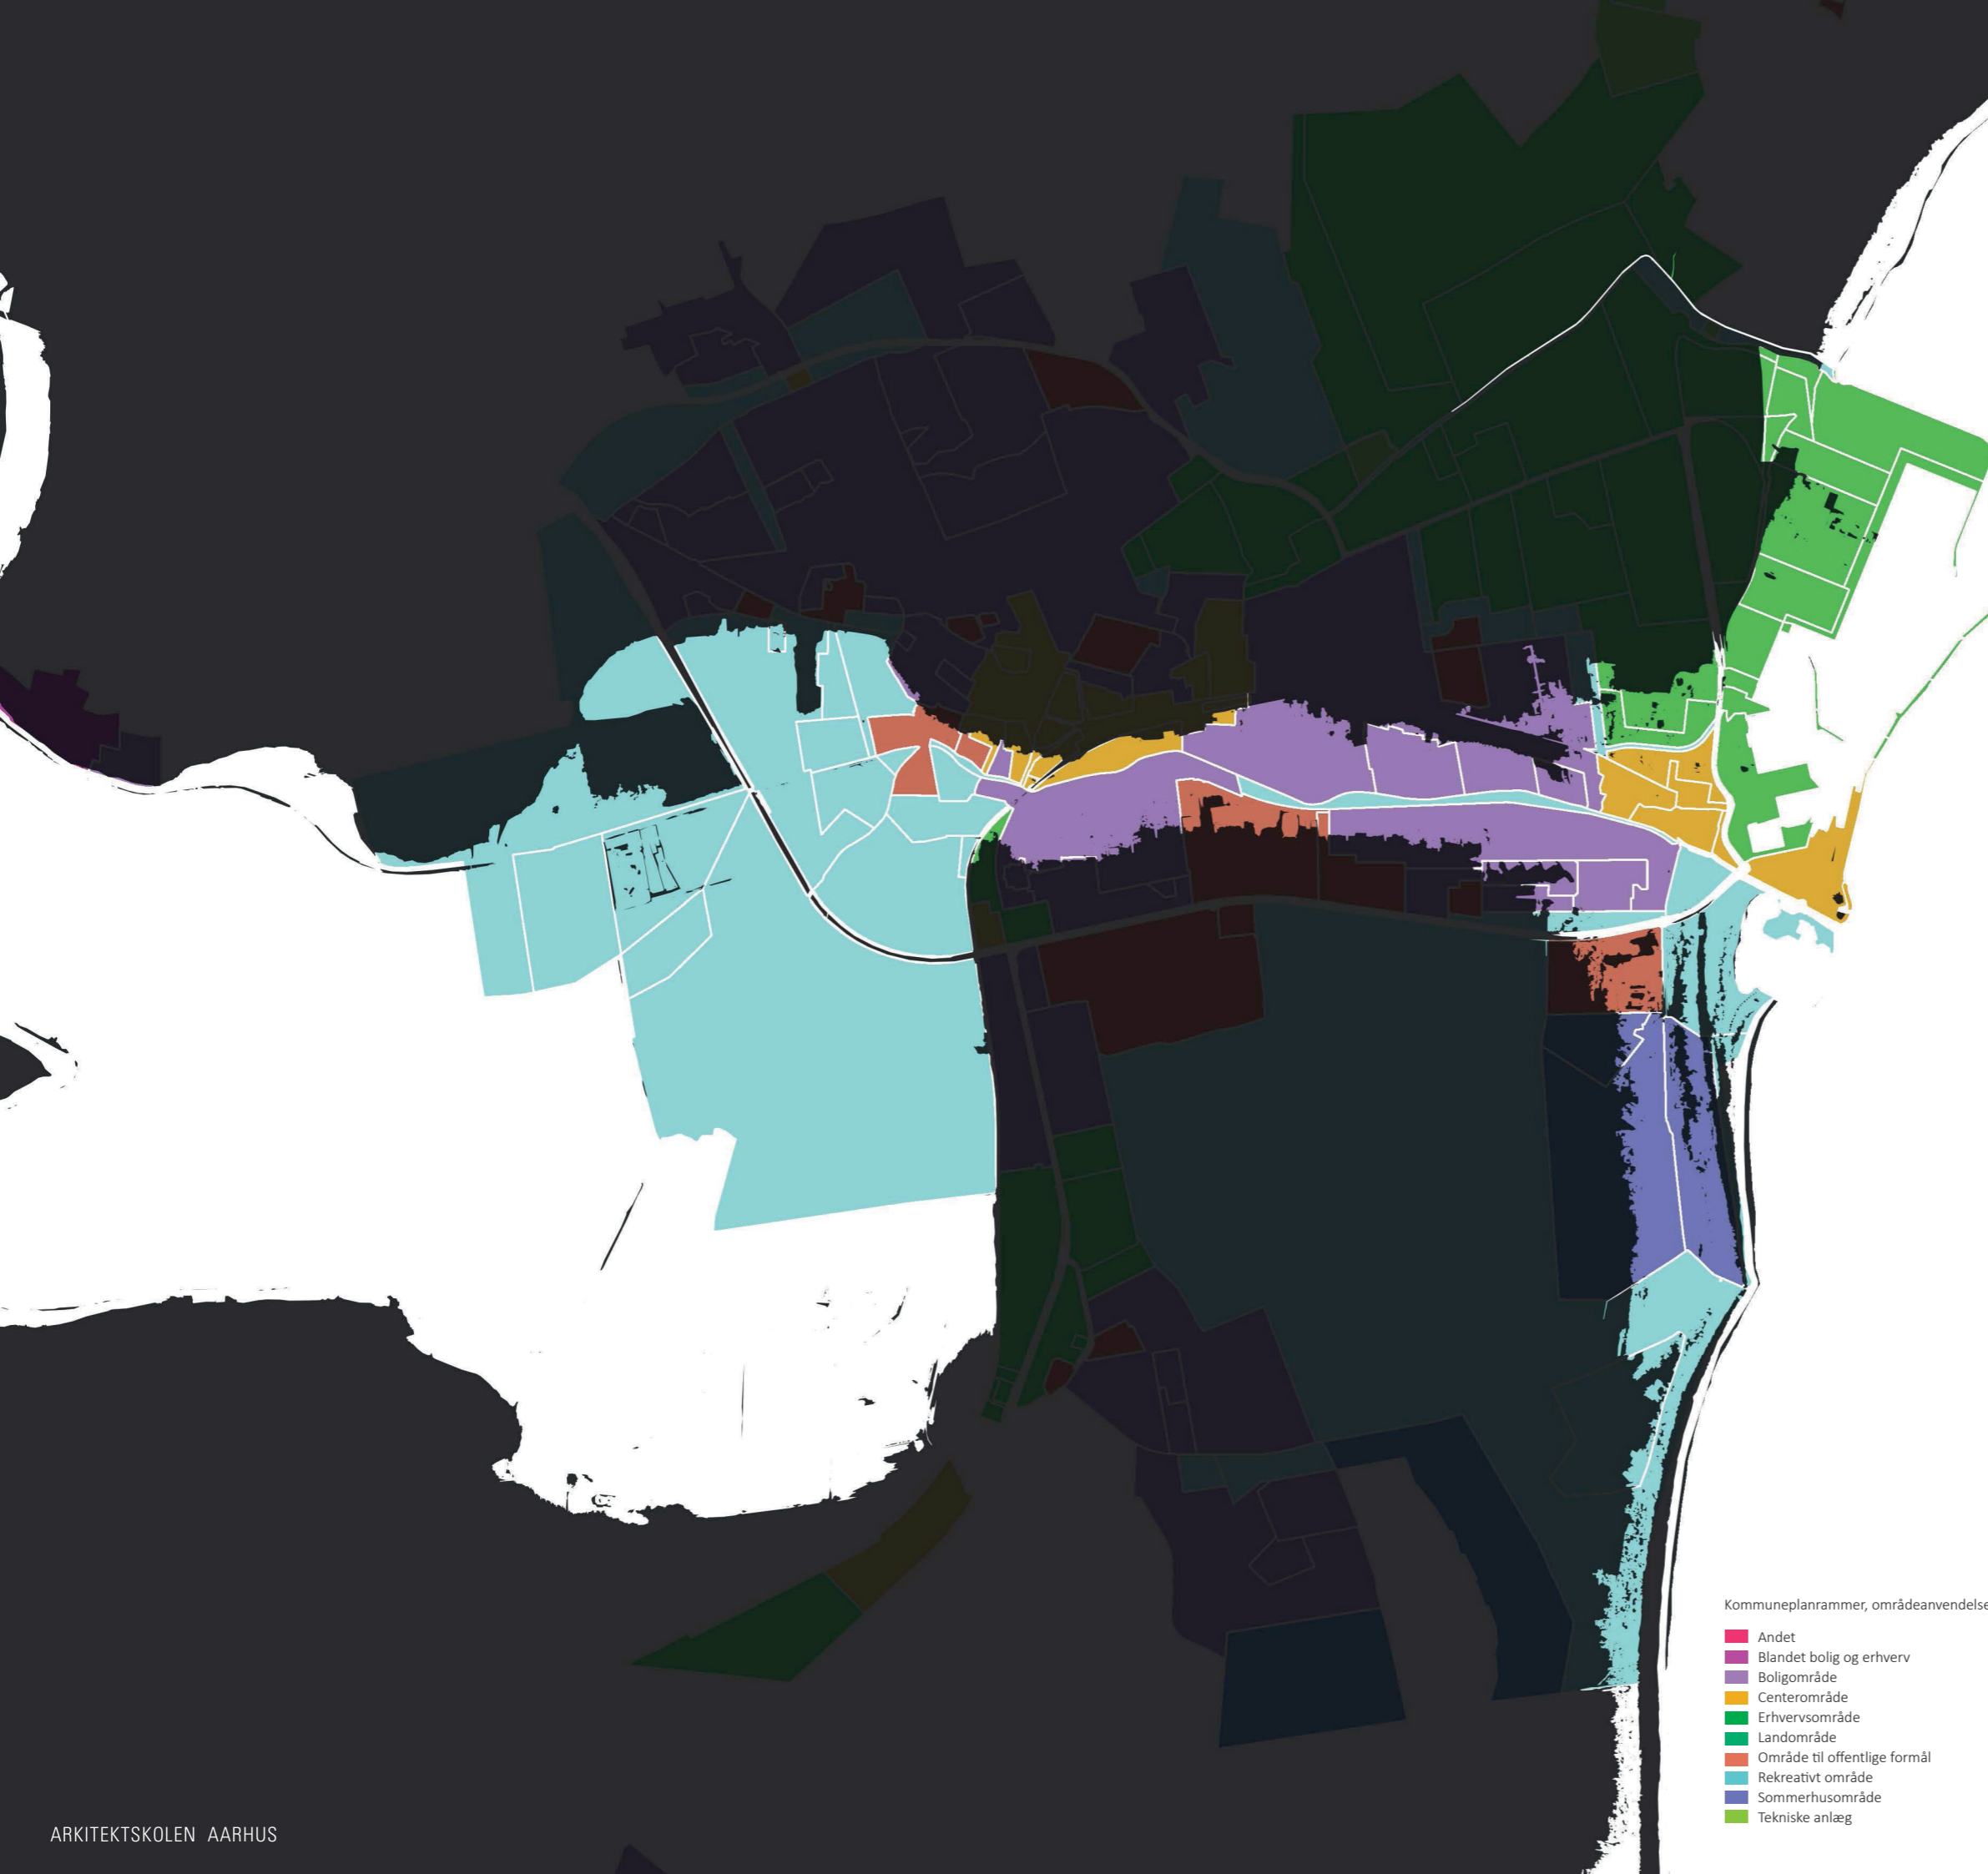 Kommuneplanrammer, områdeanvendelse
Andet
Blandet bolig og erhverv
Boligområde
Centerområde
Erhvervsområde
Landområde
Område til offentlige formål
Rekreativt område
Sommerhusområde
Tekniske anlæg
ARKITEKTSKOLEN AARHUS